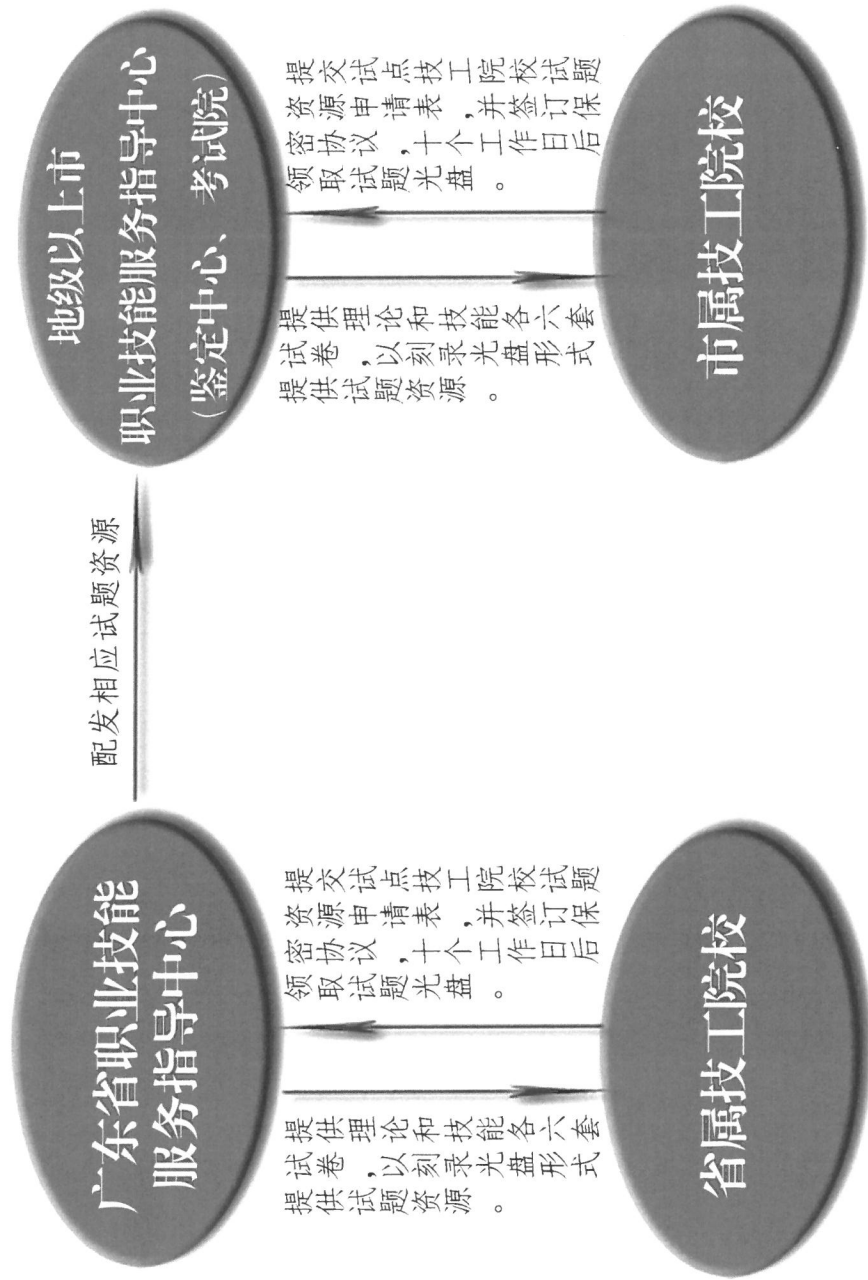 广东省职业技能
服务指导中心
配发相应试题资源
地级以上市
职业技能服务指导中心
(鉴定中心、考试院)
提供理论和技能各六套
试卷，以刻录光盘形式
提供试题资源。
提交试点技工院校试题
资源申请表，并签订保
密协议，十个工作日后
领取试题光盘。
提供理论和技能各六套
试卷，以刻录光盘形式
提供试题资源。
提交试点技工院校试题
资源申请表，并签订保
密协议，十个工作日后
领取试题光盘。
省属技工院校
市属技工院校